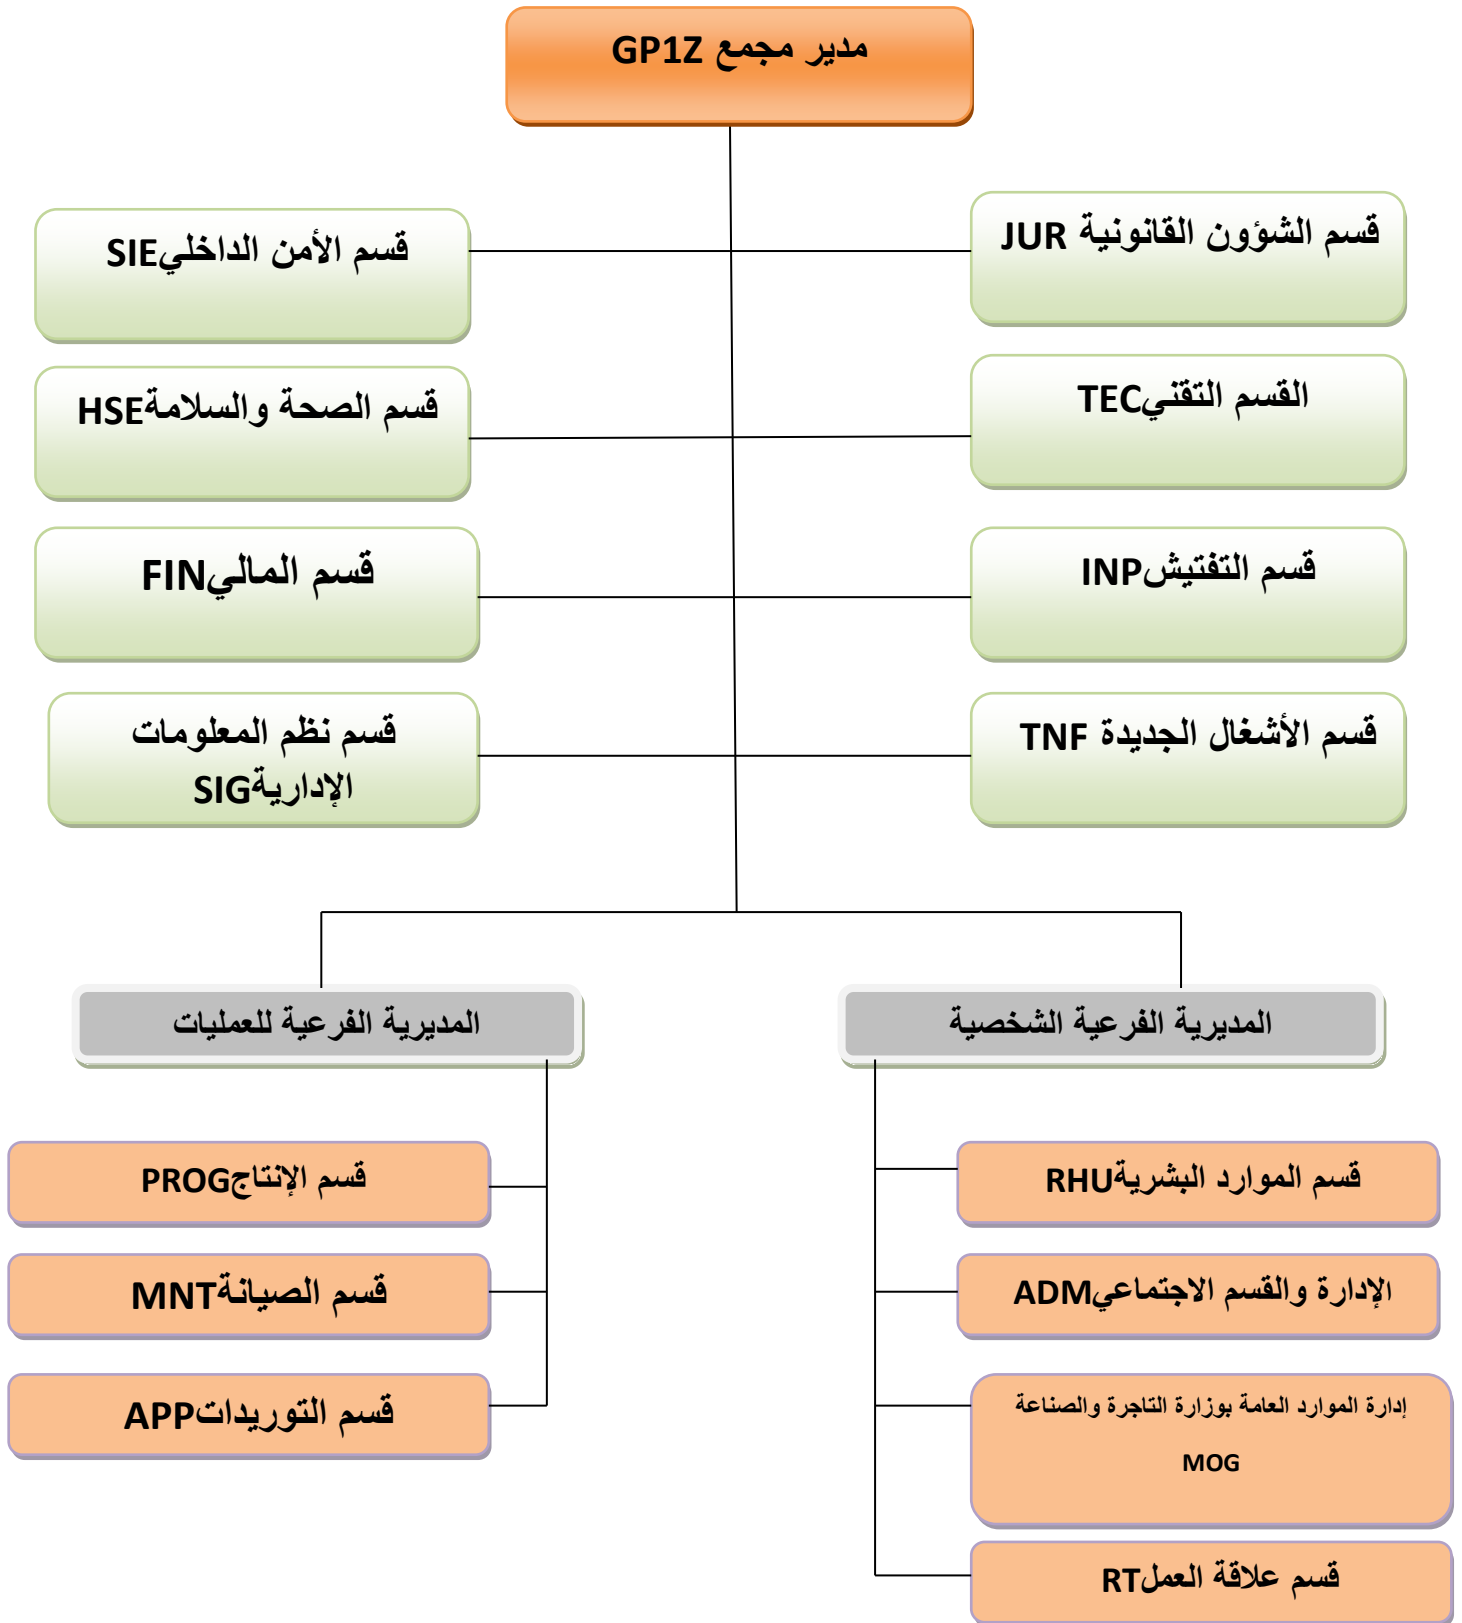 مدير مجمع GP1Z
قسم الشؤون القانونية JUR
قسم الأمن الداخليSIE
القسم التقنيTEC
قسم الصحة والسلامةHSE
قسم التفتيشINP
قسم الماليFIN
قسم الأشغال الجديدة TNF
قسم نظم المعلومات
الإداريةSIG
المديرية الفرعية الشخصية
المديرية الفرعية للعمليات
قسم الموارد البشريةRHU
الإدارة والقسم الاجتماعيADM
إدارة الموارد العامة بوزارة التاجرة والصناعة
MOG
قسم علاقة العملRT
قسم الإنتاجPROG
قسم الصيانةMNT
قسم التوريداتAPP